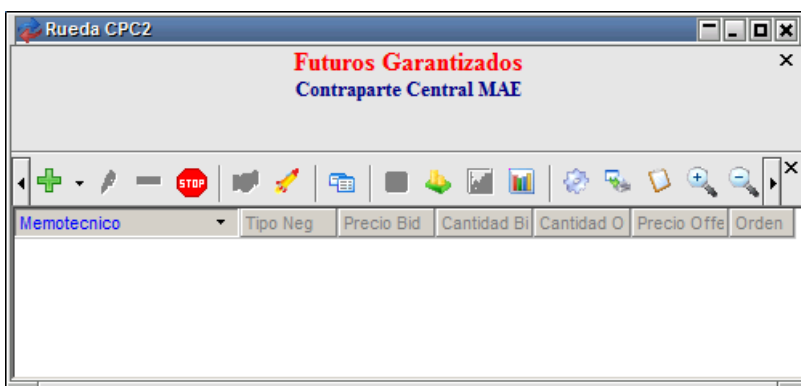 Rueda CPC2
Futuros Garantizados
Contraparte Central MAE
STOP
Memotecnico Tipo Neg Precio Bid Cantidad Bi Cantidad O Precio Offe Orden